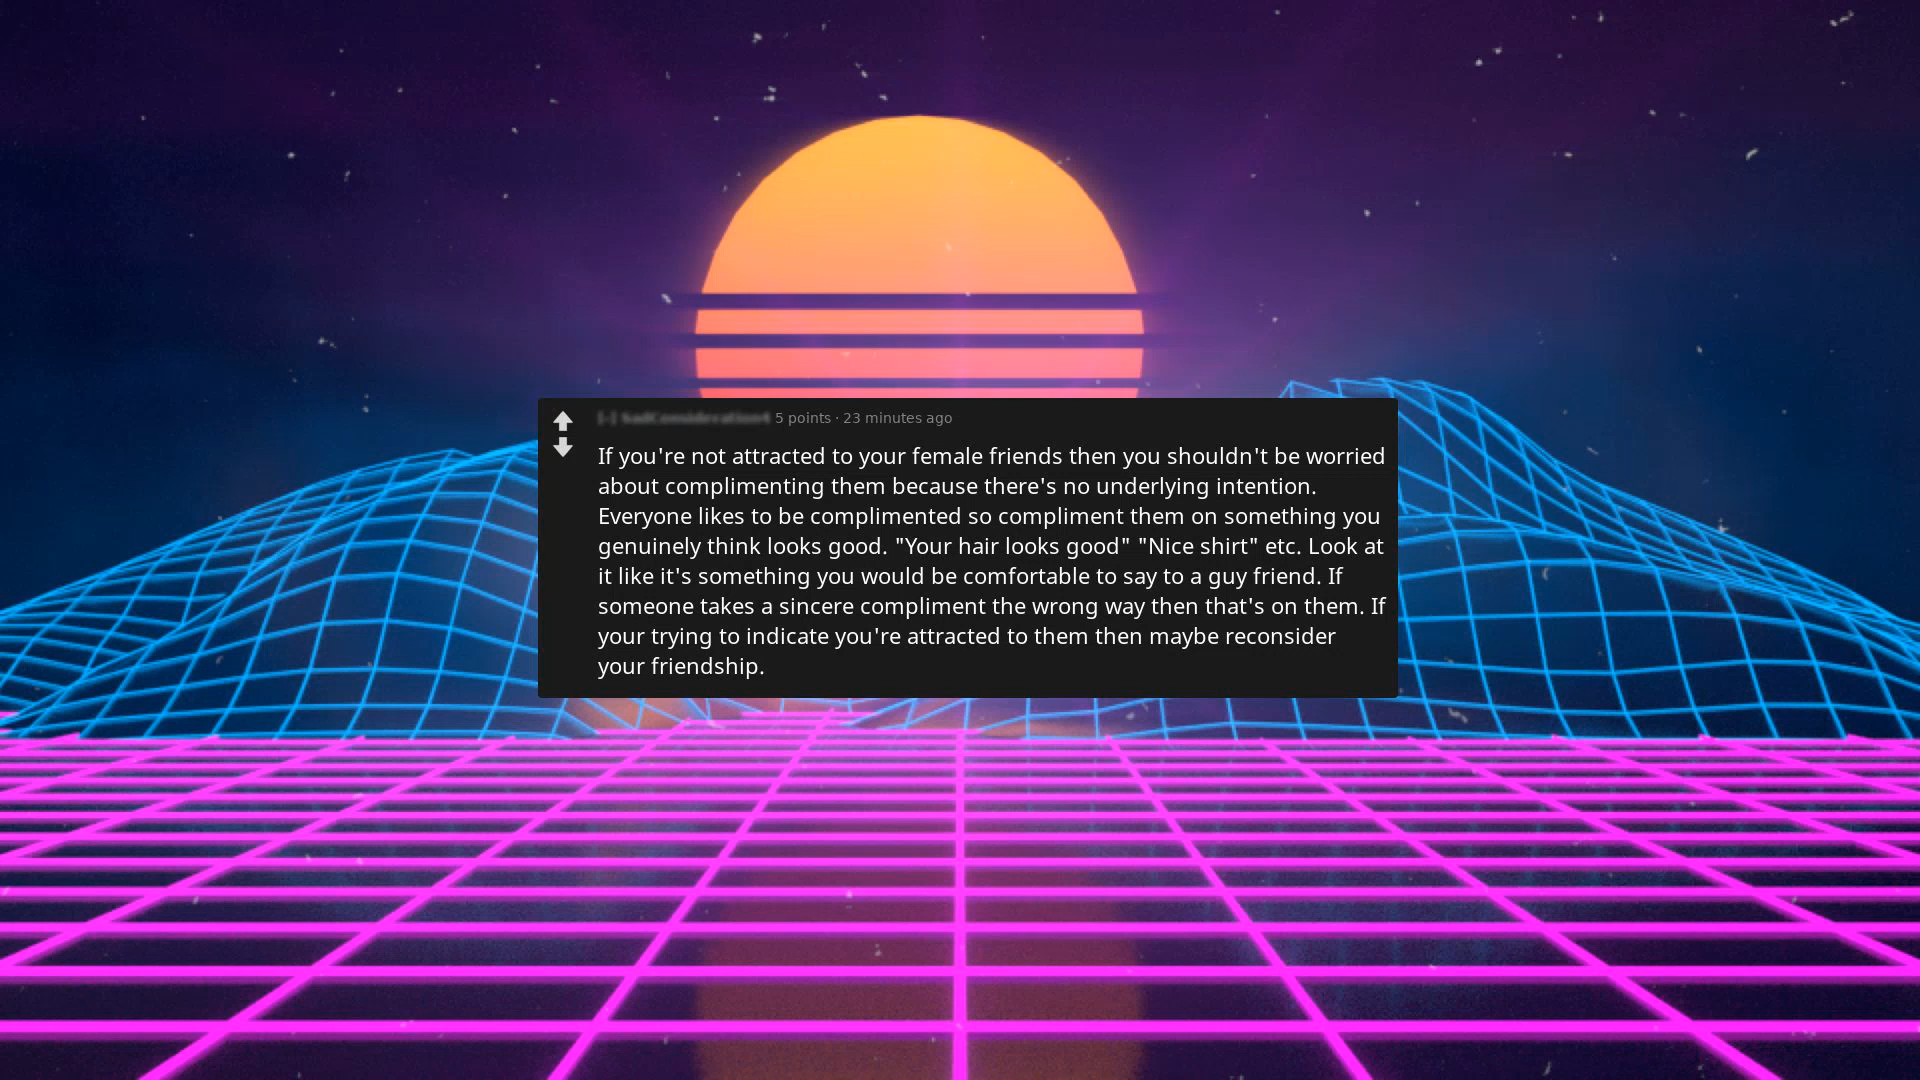 5 points · 23 minutes ago
If you're not attracted to your female friends then you shouldn't be worried
about complimenting them because there's no underlying intention.
Everyone likes to be complimented so compliment them on something you
genuinely think looks good. "Your hair looks good" "Nice shirt" etc. Look at
it like it's something you would be comfortable to say to a guy friend. If
someone takes a sincere compliment the wrong way then that's on them. If
your trying to indicate you're attracted to them then maybe reconsider
your friendship.